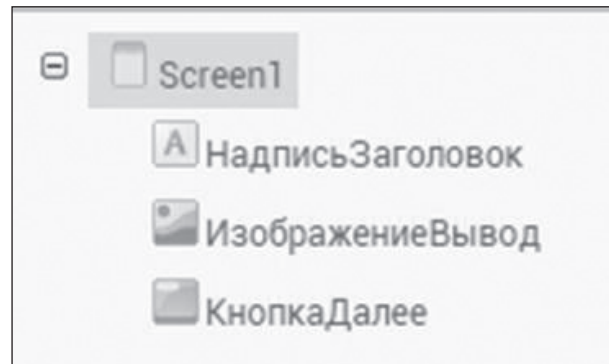 Screen1
НадписьЗаголовок
ИзображениеВывод
КнопкаДалее